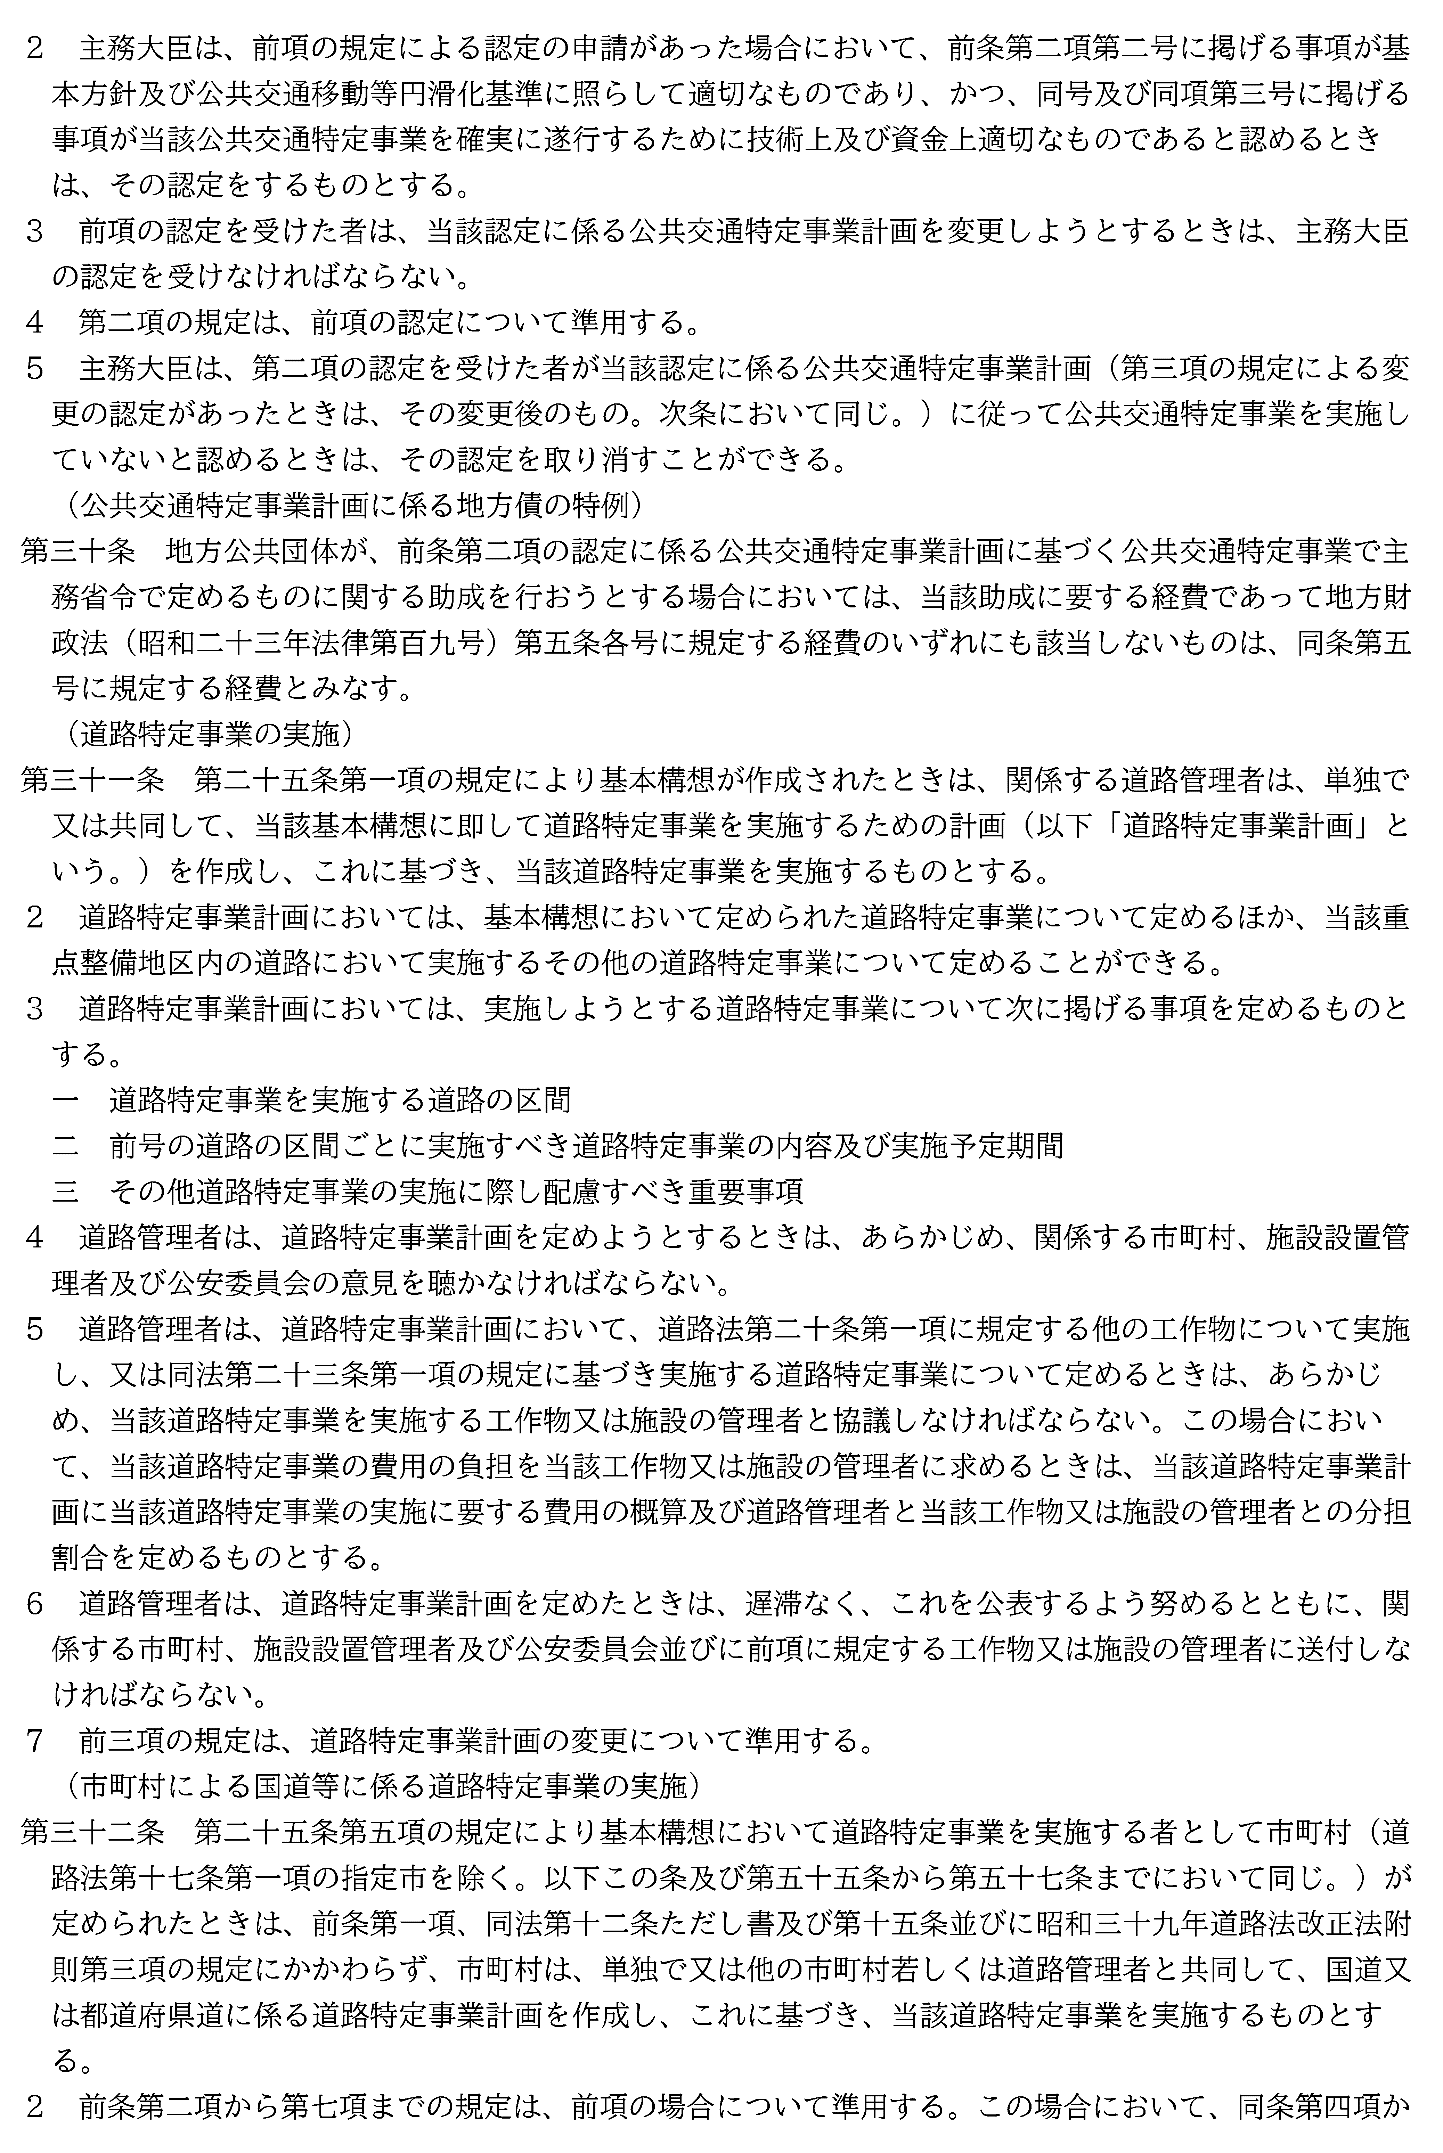 ２　主務大臣は、前項の規定による認定の申請があった場合において、前条第二項第二号に掲げる事項が基
本方針及び公共交通移動等円滑化基準に照らして適切なものであり、かつ、同号及び同項第三号に掲げる
事項が当該公共交通特定事業を確実に遂行するために技術上及び資金上適切なものであると認めるとき
は、その認定をするものとする。
３　前項の認定を受けた者は、当該認定に係る公共交通特定事業計画を変更しようとするときは、主務大臣
の認定を受けなければならない。
４　第二項の規定は、前項の認定について準用する。
５　主務大臣は、第二項の認定を受けた者が当該認定に係る公共交通特定事業計画（第三項の規定による変
更の認定があったときは、その変更後のもの。次条において同じ。）に従って公共交通特定事業を実施し
ていないと認めるときは、その認定を取り消すことができる。
（公共交通特定事業計画に係る地方債の特例）
第三十条　地方公共団体が、前条第二項の認定に係る公共交通特定事業計画に基づく公共交通特定事業で主
務省令で定めるものに関する助成を行おうとする場合においては、当該助成に要する経費であって地方財
政法（昭和二十三年法律第百九号）第五条各号に規定する経費のいずれにも該当しないものは、同条第五
号に規定する経費とみなす。
（道路特定事業の実施）
第三十一条　第二十五条第一項の規定により基本構想が作成されたときは、関係する道路管理者は、単独で
又は共同して、当該基本構想に即して道路特定事業を実施するための計画（以下「道路特定事業計画」と
いう。）を作成し、これに基づき、当該道路特定事業を実施するものとする。
２　道路特定事業計画においては、基本構想において定められた道路特定事業について定めるほか、当該重
点整備地区内の道路において実施するその他の道路特定事業について定めることができる。
３　道路特定事業計画においては、実施しようとする道路特定事業について次に掲げる事項を定めるものと
する。
一　道路特定事業を実施する道路の区間
二　前号の道路の区間ごとに実施すべき道路特定事業の内容及び実施予定期間
三　その他道路特定事業の実施に際し配慮すべき重要事項
４　道路管理者は、道路特定事業計画を定めようとするときは、あらかじめ、関係する市町村、施設設置管
理者及び公安委員会の意見を聴かなければならない。
５　道路管理者は、道路特定事業計画において、道路法第二十条第一項に規定する他の工作物について実施
し、又は同法第二十三条第一項の規定に基づき実施する道路特定事業について定めるときは、あらかじ
め、当該道路特定事業を実施する工作物又は施設の管理者と協議しなければならない。この場合におい
て、当該道路特定事業の費用の負担を当該工作物又は施設の管理者に求めるときは、当該道路特定事業計
画に当該道路特定事業の実施に要する費用の概算及び道路管理者と当該工作物又は施設の管理者との分担
割合を定めるものとする。
６　道路管理者は、道路特定事業計画を定めたときは、遅滞なく、これを公表するよう努めるとともに、関
係する市町村、施設設置管理者及び公安委員会並びに前項に規定する工作物又は施設の管理者に送付しな
ければならない。
７　前三項の規定は、道路特定事業計画の変更について準用する。
（市町村による国道等に係る道路特定事業の実施）
第三十二条　第二十五条第五項の規定により基本構想において道路特定事業を実施する者として市町村（道
路法第十七条第一項の指定市を除く。以下この条及び第五十五条から第五十七条までにおいて同じ。）が
定められたときは、前条第一項、同法第十二条ただし書及び第十五条並びに昭和三十九年道路法改正法附
則第三項の規定にかかわらず、市町村は、単独で又は他の市町村若しくは道路管理者と共同して、国道又
は都道府県道に係る道路特定事業計画を作成し、これに基づき、当該道路特定事業を実施するものとす
る。
２　前条第二項から第七項までの規定は、前項の場合について準用する。この場合において、同条第四項か